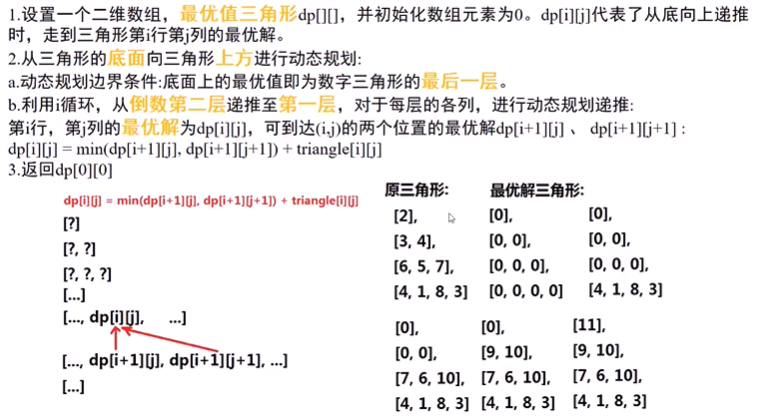 1.设置一个二维数组，最优值三角形dp[][]，并初始化数组元素为0。dp[i][j]代表了从底向上递推
时，走到三角形第i行第j列的最优解。
2.从三角形的底面向三角形上方进行动态规划:
a.动态规划边界条件:底面上的最优值即为数字三角形的最后一层。
b.利用i循环，从倒数第二层递推至第一层，对于每层的各列，进行动态规划递推:
第i行，第j列的最优解为dp[i][j]，可到达(i,j)的两个位置的最优解dp[i+1][j] 、 dp[i+1][j+1] :
dp[i][j] = min(dp[i+1][j], dp[i+1][j+1]) + triangle[i][j]
3.返回dp[0][0]
dp[i][j] = min(dp[i+1][j], dp[i+1][j+1]) + triangle[i][j]
[?]
[?, ?]
[?, ?, ?]
[...]
[..., dp[i][j], ...]
[..., dp[i+1][j], dp[i+1][j+1], ...]
[...]
原三角形: 最优解三角形:
[2], [0], [0],
[3, 4], [0, 0], [0, 0],
[6, 5, 7], [0, 0, 0], [0, 0, 0],
[4, 1, 8, 3] [0, 0, 0, 0] [4, 1, 8, 3]
[0], [0], [11],
[0, 0], [9, 10], [9, 10],
[7, 6, 10], [7, 6, 10], [7, 6, 10],
[4, 1, 8, 3] [4, 1, 8, 3] [4, 1, 8, 3]